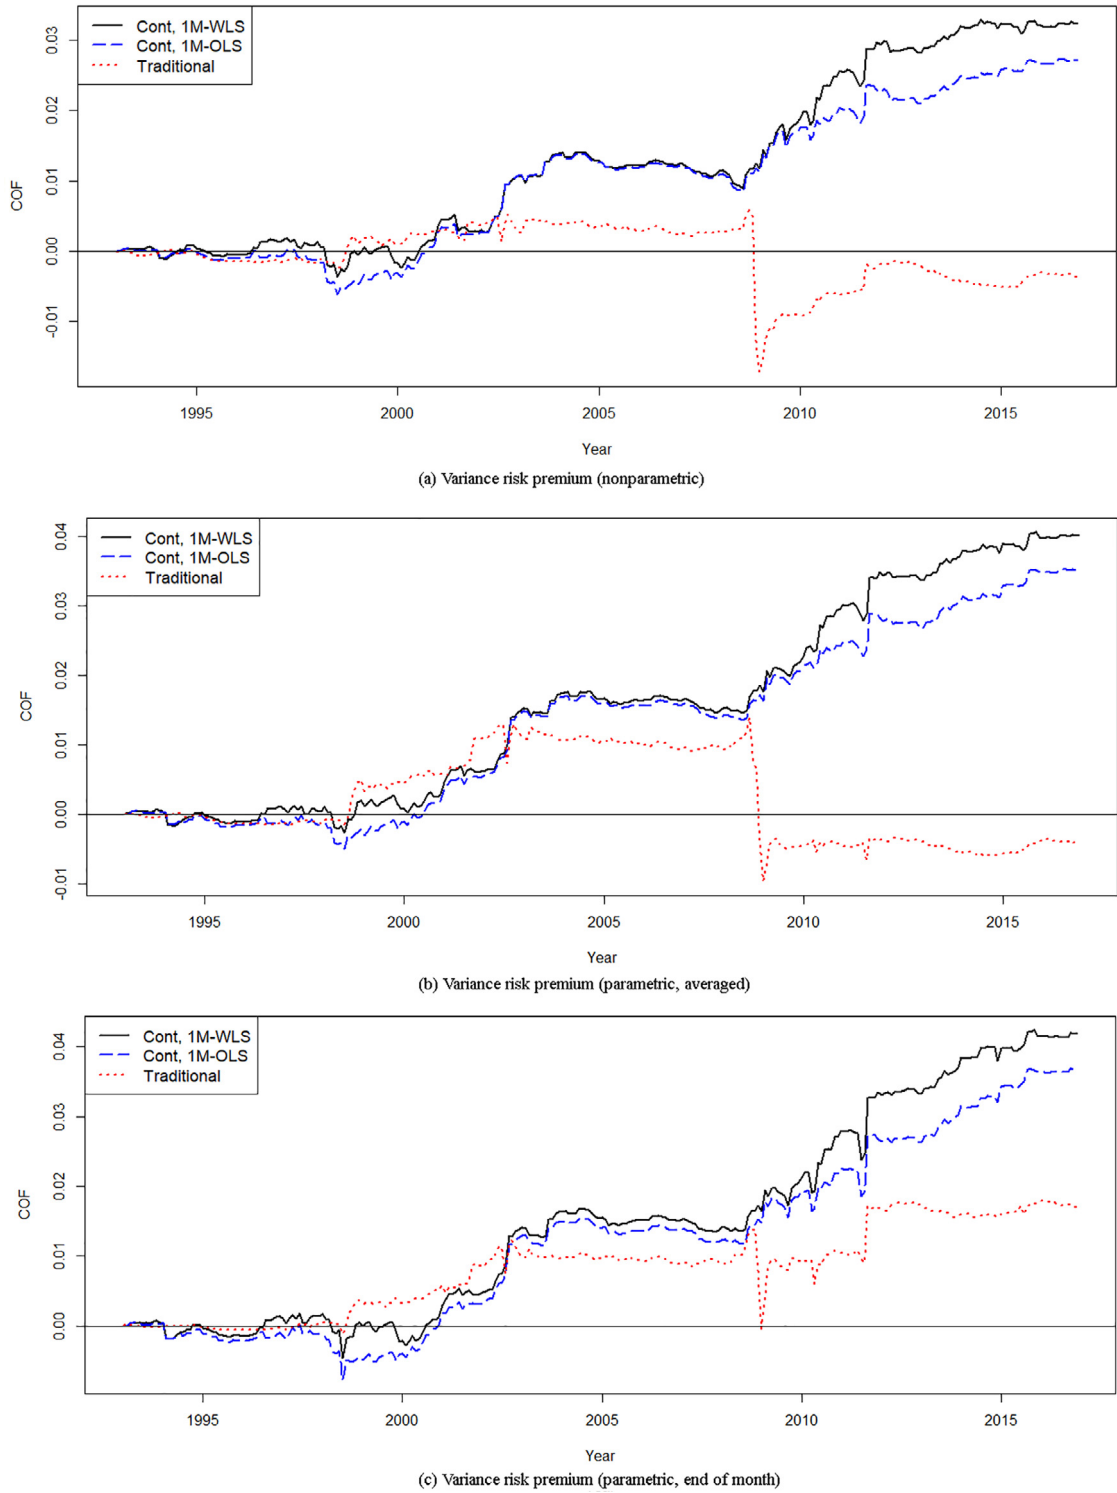 Cont, 1M-WLS
Cont, 1M-OLS
Traditional
COF
0.03
0.02
0.01
0.00
-0.01
1995 2000 2005 2010 2015
Year
(a) Variance risk premium (nonparametric)
Cont, 1M-WLS
Cont, 1M-OLS
Traditional
COF
0.04
0.03
0.02
0.01
0.00
-0.01
1995 2000 2005 2010 2015
Year
(b) Variance risk premium (parametric, averaged)
Cont, 1M-WLS
Cont, 1M-OLS
Traditional
COF
0.04
0.03
0.02
0.01
0.00
1995 2000 2005 2010 2015
Year
(c) Variance risk premium (parametric, end of month)